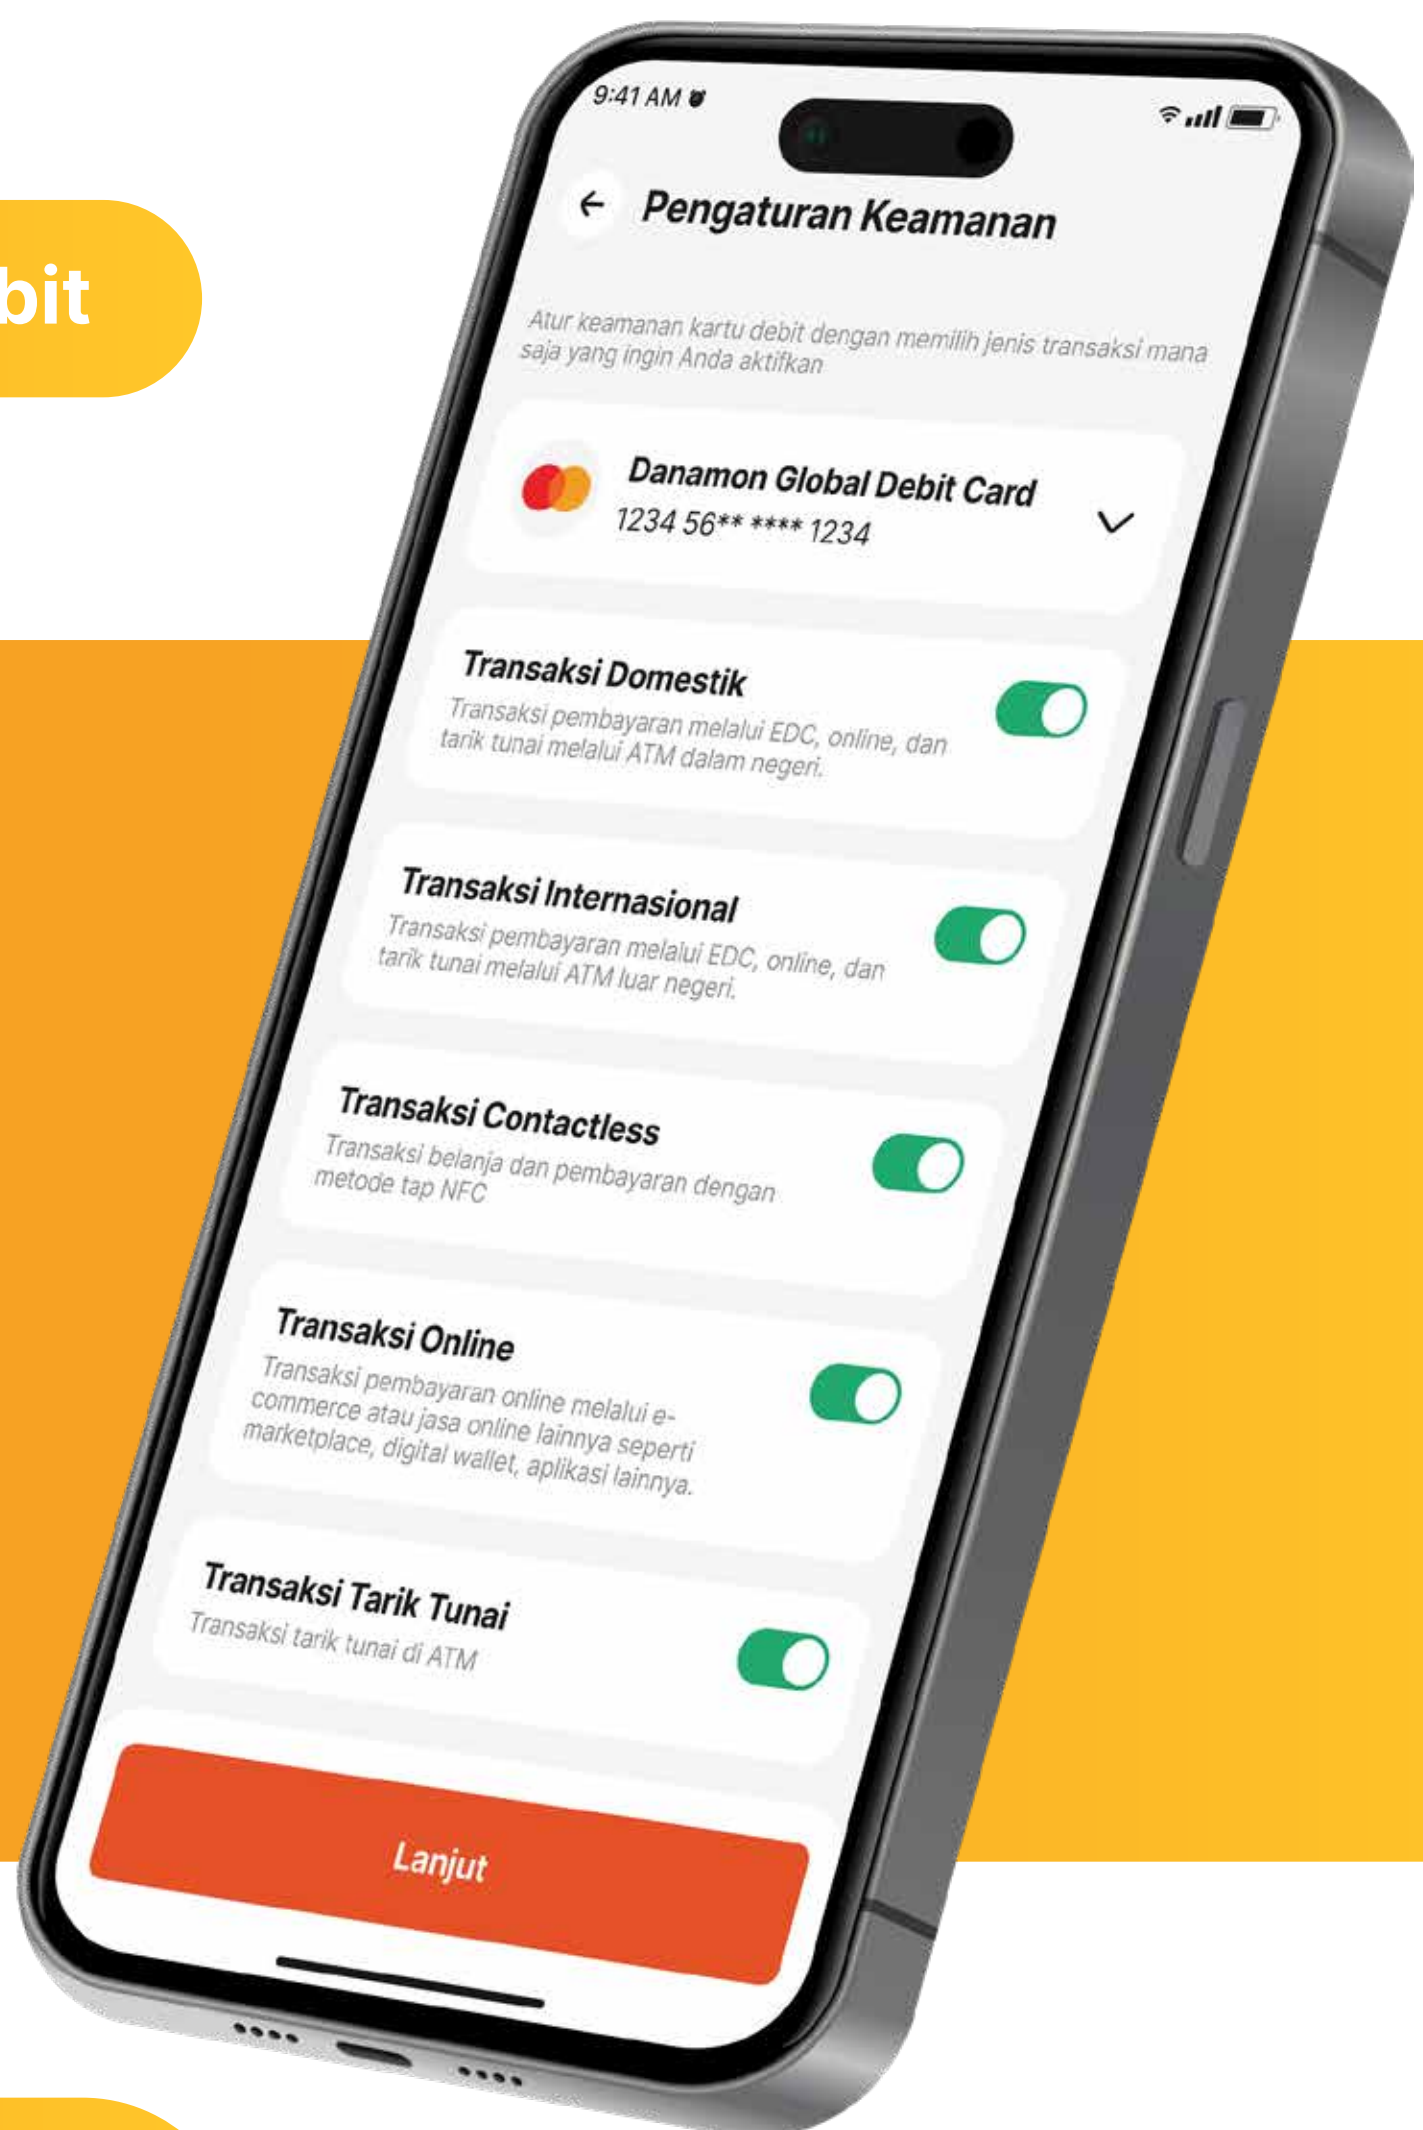 9:41 AM
Pengaturan Keamanan
bit
Atur keamanan kartu debit dengan memilih jenis transaksi mana
saja yang ingin Anda aktifkan
Danamon Global Debit Card
1234 56** **** 1234
Transaksi Domestik
Transaksi pembayaran melalui EDC, online, dan
tarik tunai melalui ATM dalam negeri.
Transaksi Internasional
Transaksi pembayaran melalui EDC, online, dan
tarik tunai melalui ATM luar negeri.
Transaksi Contactless
Transaksi belanja dan pembayaran dengan
metode tap NFC
Transaksi Online
Transaksi pembayaran online melalui e-
commerce atau jasa online lainnya seperti
marketplace, digital wallet, aplikasi lainnya.
Transaksi Tarik Tunai
Transaksi tarik tunai di ATM
Lanjut